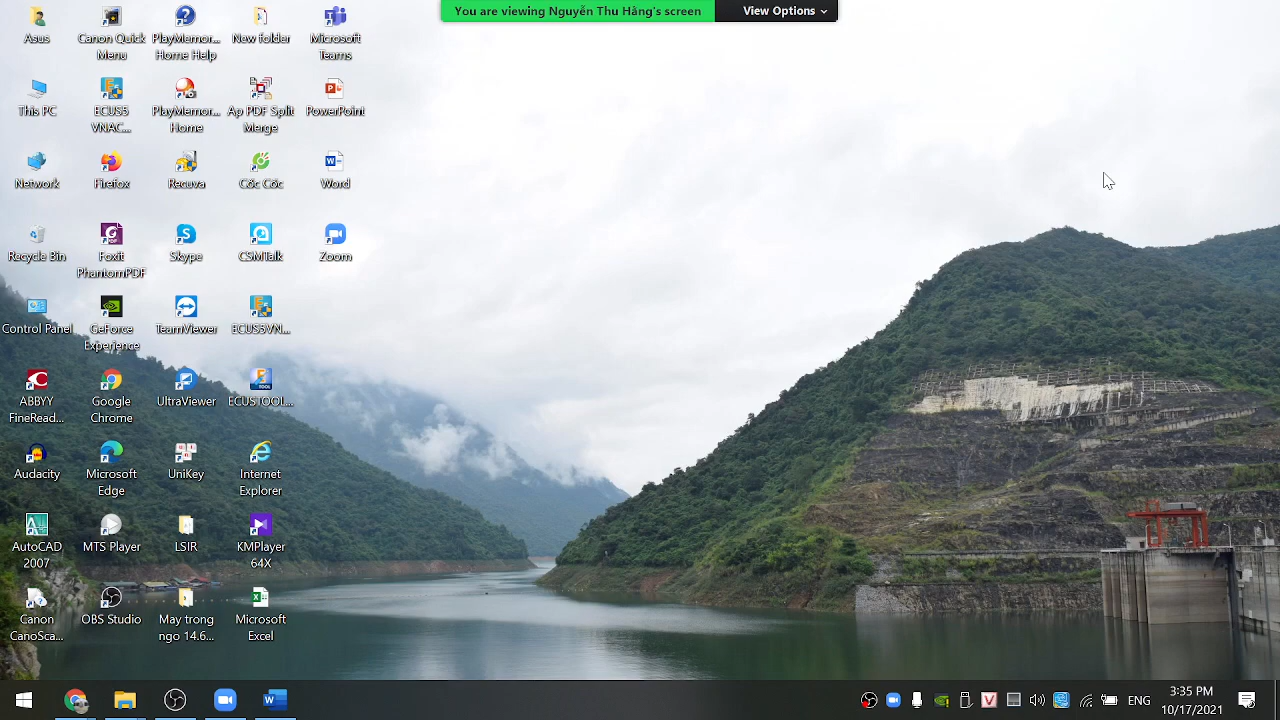 You are viewing Nguyễn Thu Hằng's screen
View Options
Asus
Canon Quick
Menu
PlayMemor...
Home Help
New folder
Microsoft
Teams
This PC
ECUS5
VNAC...
PlayMemor...
Home
Ap PDF Split
Merge
PowerPoint
Network
Firefox
Recuva
Cốc Cốc
Word
Recycle Bin
Foxit
PhantomPDF
Skype
CSMTalk
Zoom
Control Panel
GeForce
Experience
TeamViewer
ECUS5VN...
ABBYY
FineRead...
Google
Chrome
UltraViewer
ECUSTOOL...
Audacity
Microsoft
Edge
UniKey
Internet
Explorer
AutoCAD
2007
MTS Player
LSIR
KMPlayer
64X
Canon
CanoSca...
OBS Studio
May trong
ngo 14.6...
Microsoft
Excel
ENG
3:35 PM
10/17/2021